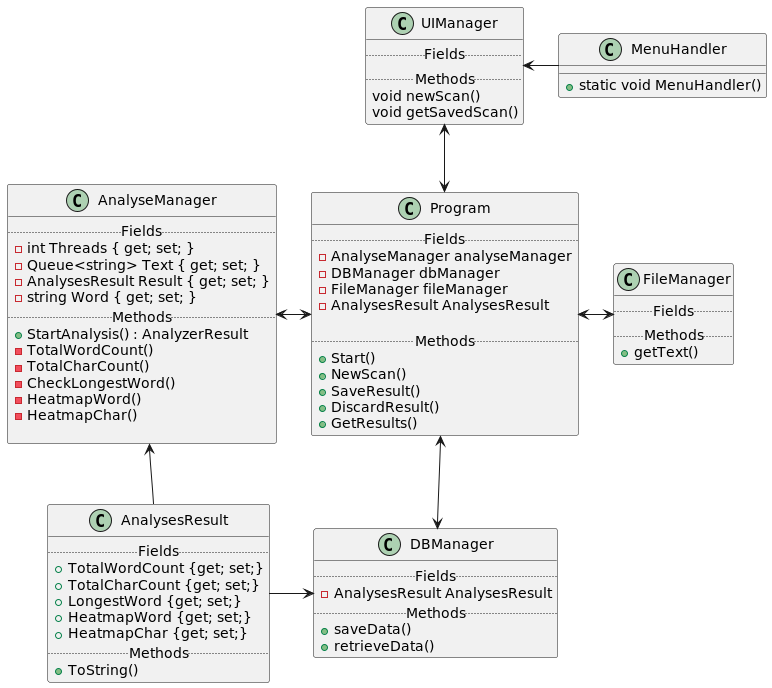 C UIManager
Fields
Methods
void newScan()
void getSavedScan()
C MenuHandler
static void MenuHandler()
C AnalyseManager
Fields
int Threads { get; set; }
Queue<string> Text { get; set; }
AnalysesResult Result { get; set; }
string Word { get; set; }
Methods
StartAnalysis() : AnalyzerResult
TotalWordCount()
TotalCharCount()
CheckLongestWord()
HeatmapWord()
HeatmapChar()
C Program
Fields
AnalyseManager analyseManager
DBManager dbManager
FileManager fileManager
AnalysesResult AnalysesResult
Methods
Start()
NewScan()
SaveResult()
DiscardResult()
GetResults()
C FileManager
Fields
Methods
getText()
C AnalysesResult
Fields
TotalWordCount {get; set;}
TotalCharCount {get; set;}
LongestWord {get; set;}
HeatmapWord {get; set;}
HeatmapChar {get; set;}
Methods
ToString()
C DBManager
Fields
AnalysesResult AnalysesResult
Methods
saveData()
retrieveData()